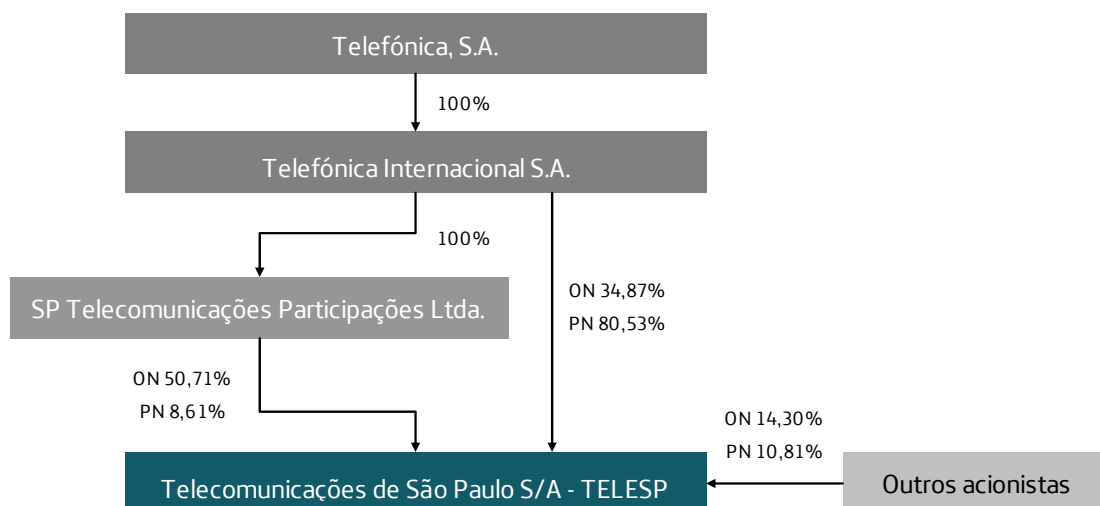 Telefónica, S.A.
100%
Telefónica Internacional S.A.
100%
SP Telecomunicações Participações Ltda.
ON 34,87%
PN 80,53%
ON 50,71%
PN 8,61%
ON 14,30%
PN 10,81%
Telecomunicações de São Paulo S/A - TELESP
Outros acionistas